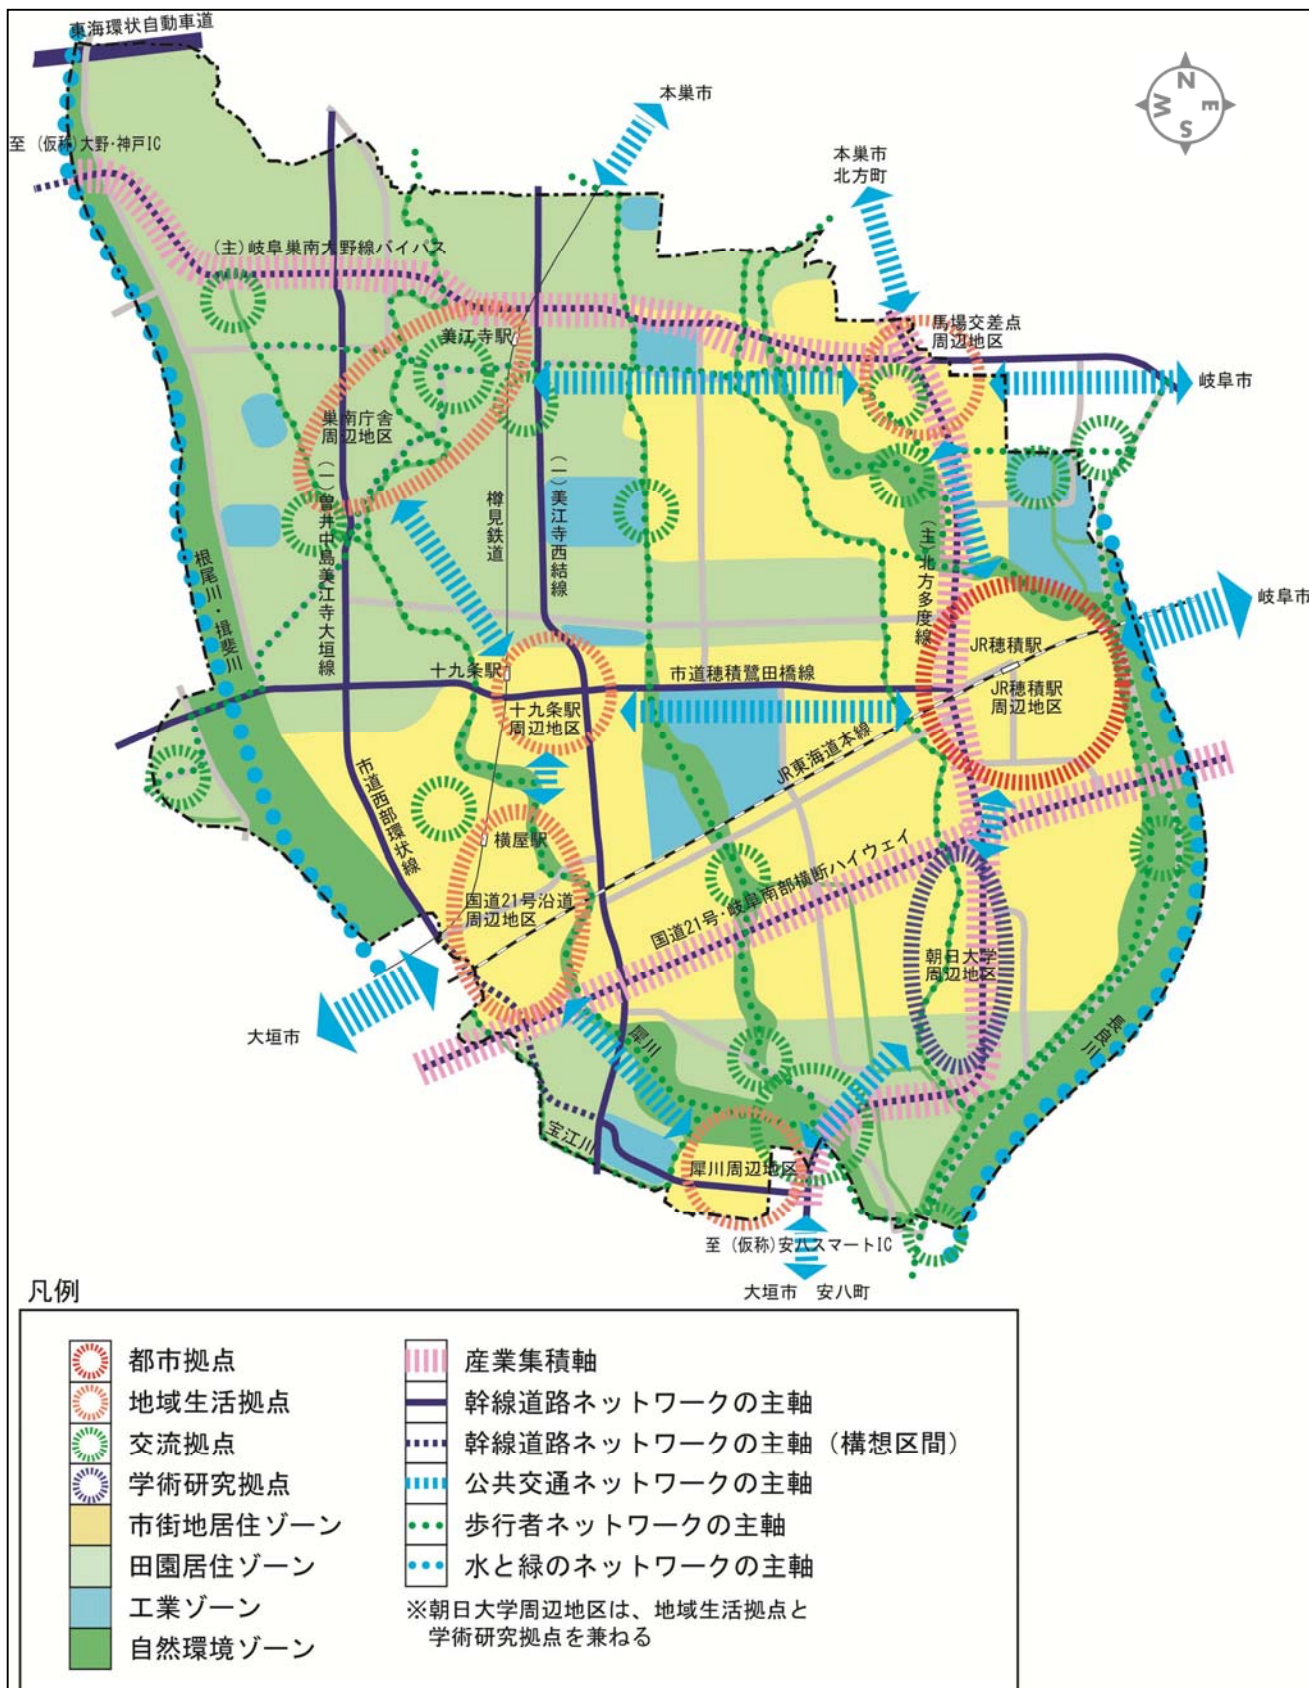 東海環状自動車道
本巣市
N
E
S
W
至（仮称）大野・神戸IC
本巣市
北方町
(主)岐阜巣南大野線バイパス
馬場交差点
周辺地区
美江寺駅
岐阜市
巣南庁舎
周辺地区
(一)曽井中島美江寺大垣線
樽見鉄道
(一)美江寺西結線
(主)北方多度線
根尾川・揖斐川
岐阜市
JR穂積駅
十九条駅
市道穂積鷺田橋線
JR穂積駅
周辺地区
十九条駅
周辺地区
JR東海道本線
市道西部環状線
横屋駅
国道21号・岐阜南部横断ハイウェイ
国道21号沿道
周辺地区
朝日大学
周辺地区
大垣市
犀川
長良川
宝江川
犀川周辺地区
至（仮称）安八スマートIC
大垣市　安八町
凡例
都市拠点
地域生活拠点
交流拠点
学術研究拠点
市街地居住ゾーン
田園居住ゾーン
工業ゾーン
自然環境ゾーン
産業集積軸
幹線道路ネットワークの主軸
幹線道路ネットワークの主軸（構想区間）
公共交通ネットワークの主軸
歩行者ネットワークの主軸
水と緑のネットワークの主軸
※朝日大学周辺地区は、地域生活拠点と
学術研究拠点を兼ねる